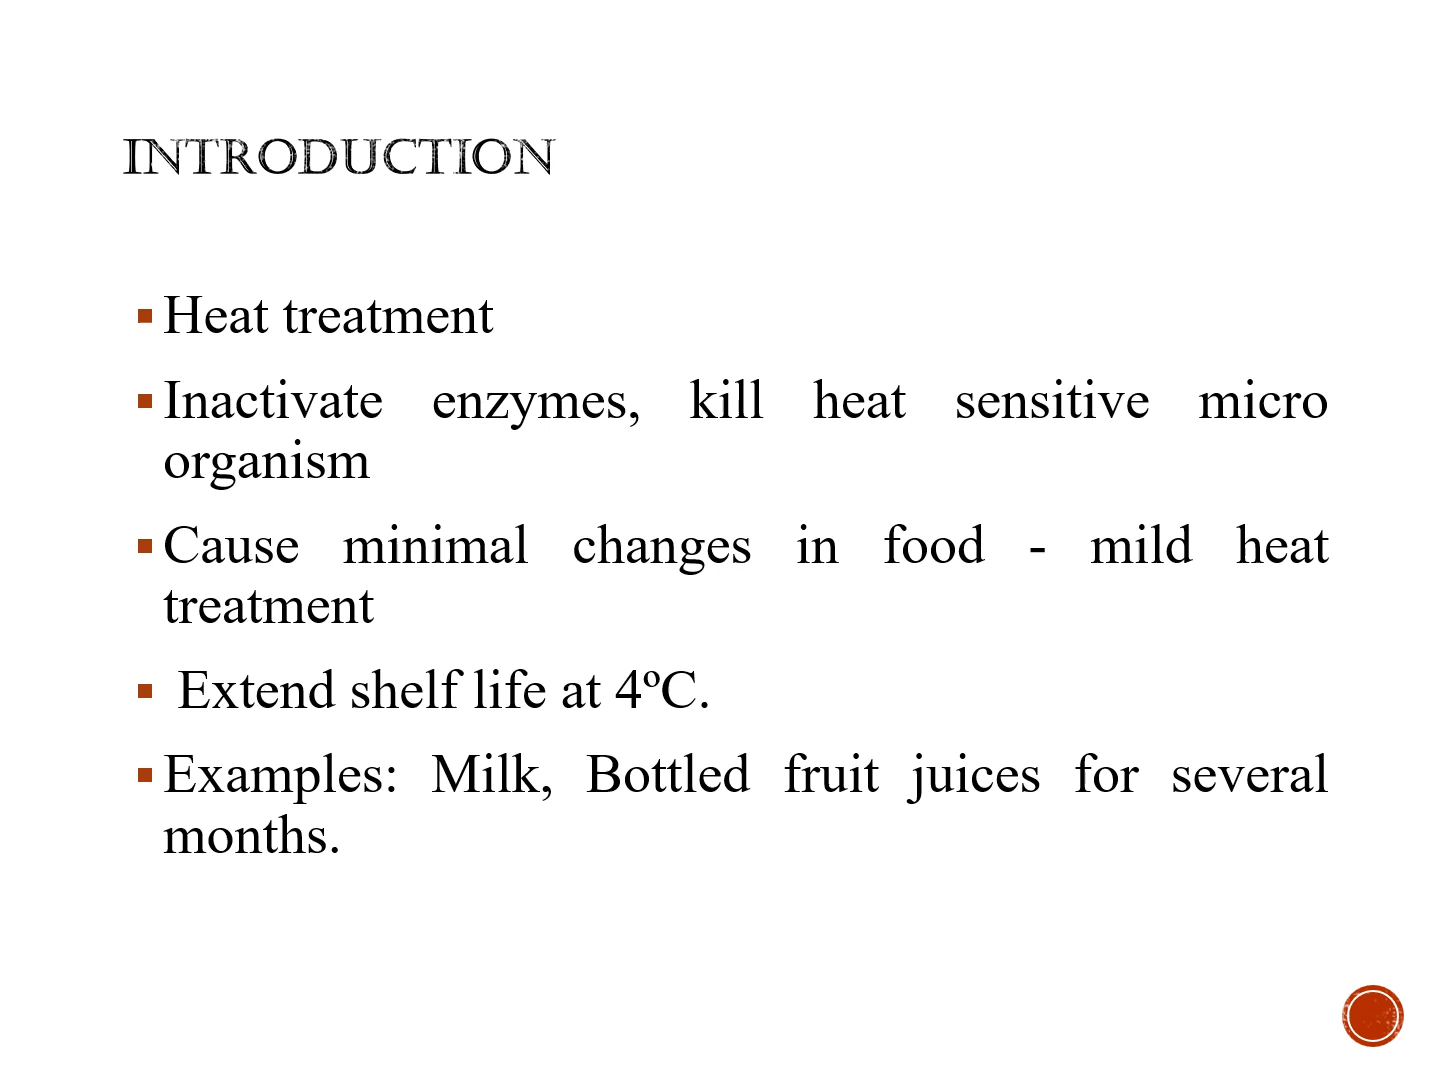 INTRODUCTION
▪ Heat treatment
▪ Inactivate enzymes, kill heat sensitive micro
organism
▪ Cause minimal changes in food - mild heat
treatment
▪ Extend shelf life at 4ºC.
▪ Examples: Milk, Bottled fruit juices for several
months.